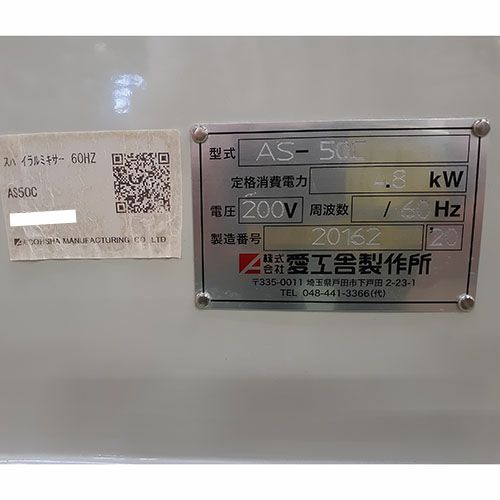 スパイラルミキサー 60HZ
AS50C
AICOHSHA MANUFACTURING CO., LTD
型式 AS-50C
定格消費電力 4.8 kW
電圧 200V 周波数 / 60 Hz
製造番号 20162 '20
株式会社 愛工舎製作所
〒335-0011 埼玉県戸田市下戸田 2-23-1
TEL 048-441-3366(代)